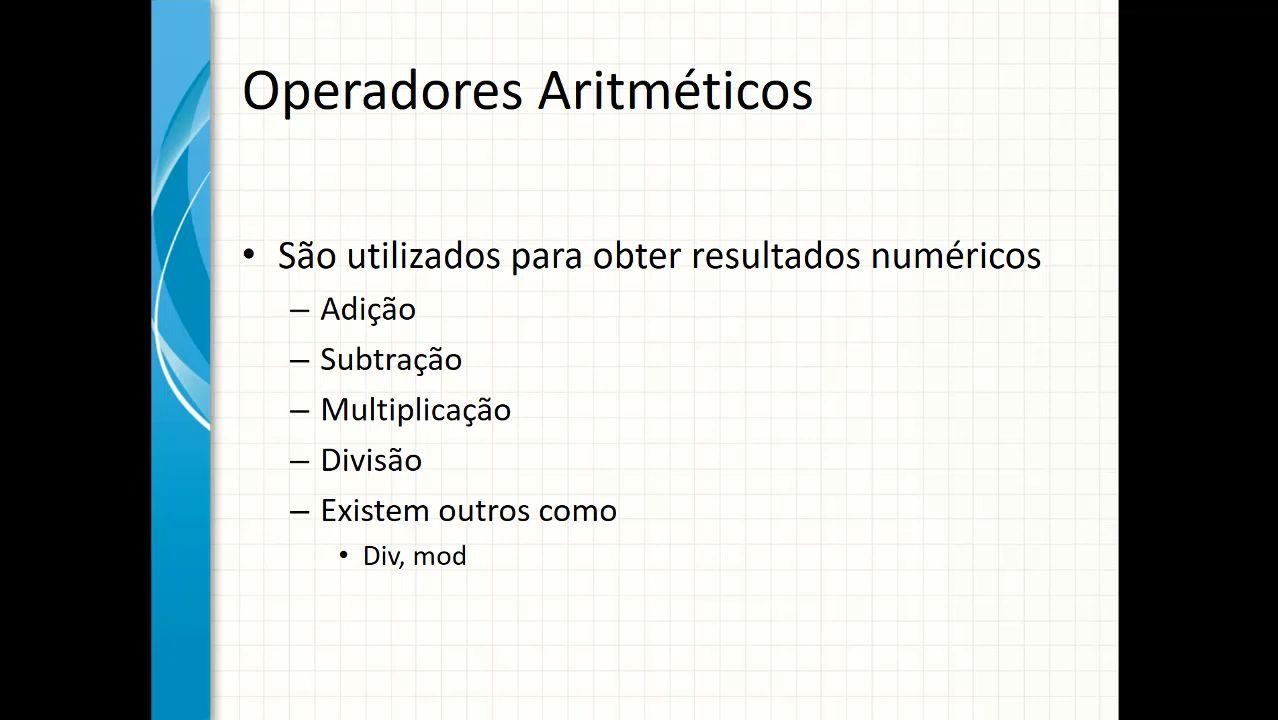 Operadores Aritméticos
• São utilizados para obter resultados numéricos
– Adição
– Subtração
– Multiplicação
– Divisão
– Existem outros como
• Div, mod